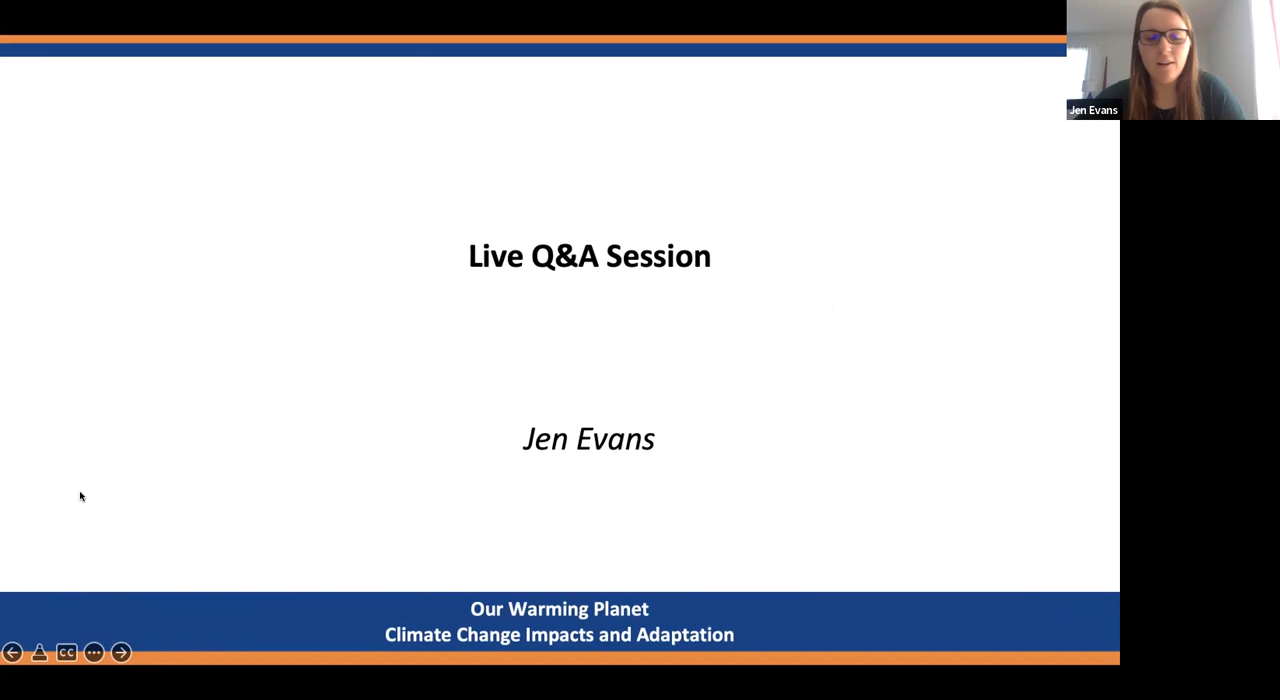 Jen Evans
Live Q&A Session
Jen Evans
Our Warming Planet
Climate Change Impacts and Adaptation
CC